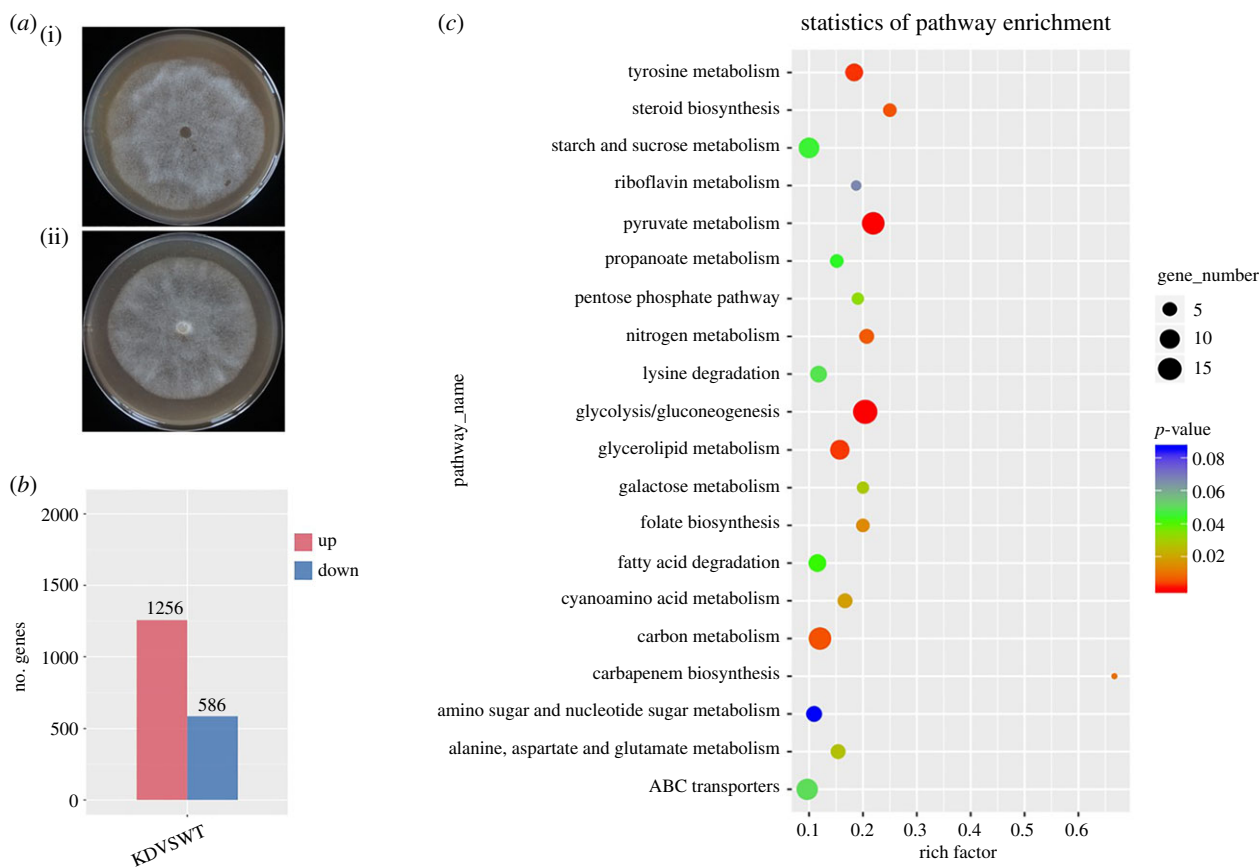 (a)
(i)
(ii)
(b)
no. genes
2000
1500
1000
500
0
1256
586
up
down
KDVSWT
(c)
statistics of pathway enrichment
pathway_name
tyrosine metabolism
steroid biosynthesis
starch and sucrose metabolism
riboflavin metabolism
pyruvate metabolism
propanoate metabolism
pentose phosphate pathway
nitrogen metabolism
lysine degradation
glycolysis/gluconeogenesis
glycerolipid metabolism
galactose metabolism
folate biosynthesis
fatty acid degradation
cyanoamino acid metabolism
carbon metabolism
carbapenem biosynthesis
amino sugar and nucleotide sugar metabolism
alanine, aspartate and glutamate metabolism
ABC transporters
0.1 0.2 0.3 0.4 0.5 0.6
rich factor
gene_number
5
10
15
p-value
0.08
0.06
0.04
0.02